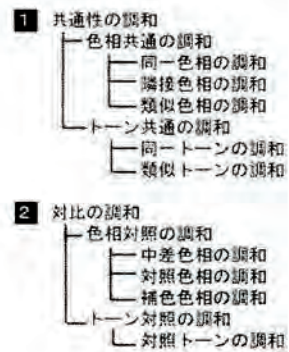 1 共通性の調和
色相共通の調和
同一色相の調和
隣接色相の調和
類似色相の調和
トーン共通の調和
同一トーンの調和
類似トーンの調和
2 対比の調和
色相対照の調和
中差色相の調和
対照色相の調和
補色色相の調和
トーン対照の調和
対照トーンの調和